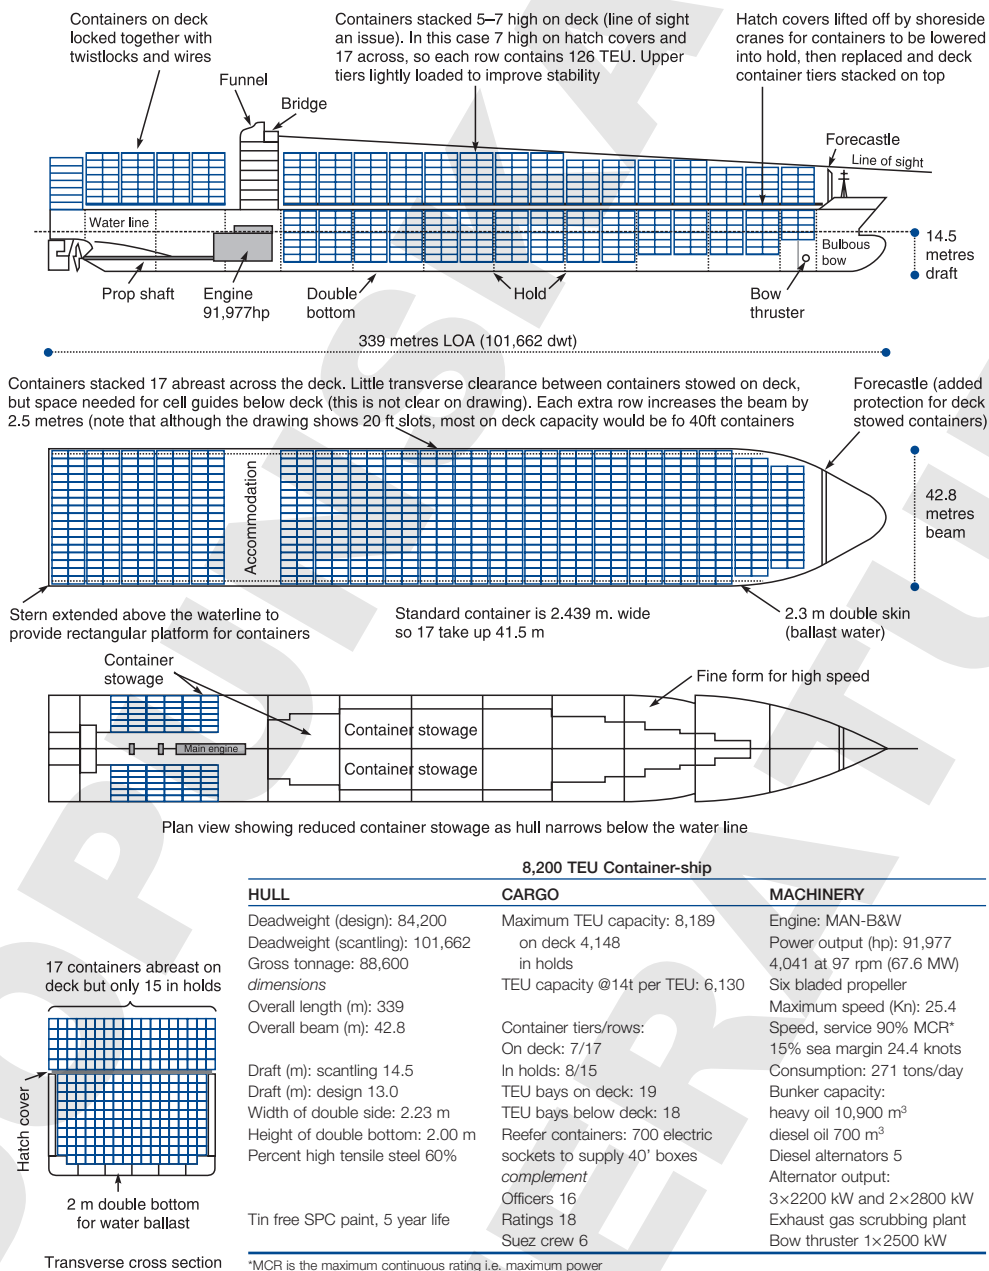 Containers on deck
locked together with
twistlocks and wires
Containers stacked 5–7 high on deck (line of sight
an issue). In this case 7 high on hatch covers and
17 across, so each row contains 126 TEU. Upper
tiers lightly loaded to improve stability
Hatch covers lifted off by shoreside
cranes for containers to be lowered
into hold, then replaced and deck
container tiers stacked on top
Funnel
Bridge
Forecastle
Line of sight
Water line
Bulbous
bow
14.5
metres
draft
Prop shaft
Engine
91,977hp
Double
bottom
Hold
Bow
thruster
339 metres LOA (101,662 dwt)
Containers stacked 17 abreast across the deck. Little transverse clearance between containers stowed on deck,
but space needed for cell guides below deck (this is not clear on drawing). Each extra row increases the beam by
2.5 metres (note that although the drawing shows 20 ft slots, most on deck capacity would be fo 40ft containers
Forecastle (added
protection for deck
stowed containers)
Accommodation
42.8
metres
beam
Stern extended above the waterline to
provide rectangular platform for containers
Standard container is 2.439 m. wide
so 17 take up 41.5 m
2.3 m double skin
(ballast water)
Container
stowage
Fine form for high speed
Container stowage
Main engine
Container stowage
Plan view showing reduced container stowage as hull narrows below the water line
17 containers abreast on
deck but only 15 in holds
Hatch cover
2 m double bottom
for water ballast
Transverse cross section
8,200 TEU Container-ship
HULL
Deadweight (design): 84,200
Deadweight (scantling): 101,662
Gross tonnage: 88,600
dimensions
Overall length (m): 339
Overall beam (m): 42.8
Draft (m): scantling 14.5
Draft (m): design 13.0
Width of double side: 2.23 m
Height of double bottom: 2.00 m
Percent high tensile steel 60%
Tin free SPC paint, 5 year life
CARGO
Maximum TEU capacity: 8,189
on deck 4,148
in holds
TEU capacity @14t per TEU: 6,130
Container tiers/rows:
On deck: 7/17
In holds: 8/15
TEU bays on deck: 19
TEU bays below deck: 18
Reefer containers: 700 electric
sockets to supply 40' boxes
complement
Officers 16
Ratings 18
Suez crew 6
MACHINERY
Engine: MAN-B&W
Power output (hp): 91,977
4,041 at 97 rpm (67.6 MW)
Six bladed propeller
Maximum speed (Kn): 25.4
Speed, service 90% MCR*
15% sea margin 24.4 knots
Consumption: 271 tons/day
Bunker capacity:
heavy oil 10,900 m³
diesel oil 700 m³
Diesel alternators 5
Alternator output:
3×2200 kW and 2×2800 kW
Exhaust gas scrubbing plant
Bow thruster 1×2500 kW
*MCR is the maximum continuous rating i.e. maximum power